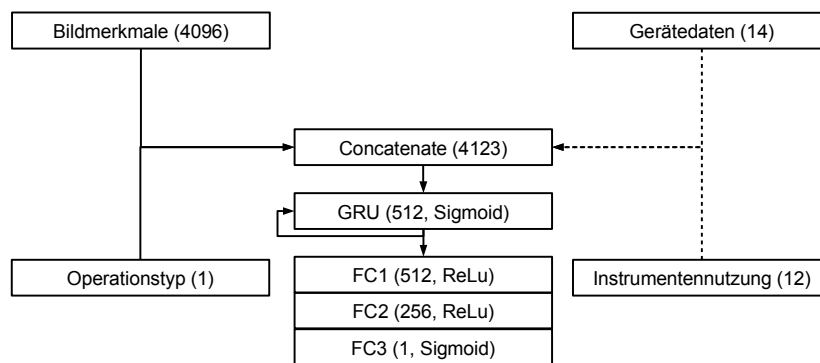 Bildmerkmale (4096)
Gerätedaten (14)
Concatenate (4123)
GRU (512, Sigmoid)
Operationstyp (1)
FC1 (512, ReLu)
Instrumentennutzung (12)
FC2 (256, ReLu)
FC3 (1, Sigmoid)